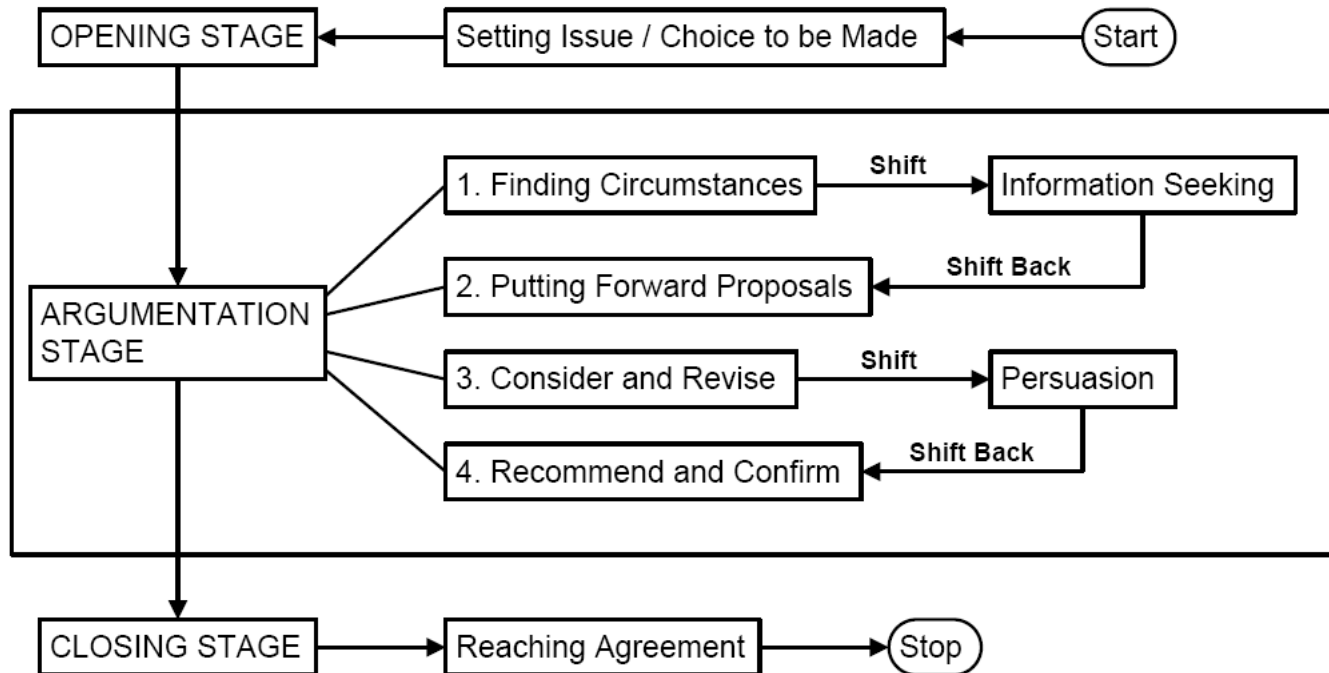 OPENING STAGE
Setting Issue / Choice to be Made
Start
1. Finding Circumstances
Shift
Information Seeking
Shift Back
2. Putting Forward Proposals
ARGUMENTATION
STAGE
3. Consider and Revise
Shift
Persuasion
Shift Back
4. Recommend and Confirm
CLOSING STAGE
Reaching Agreement
Stop